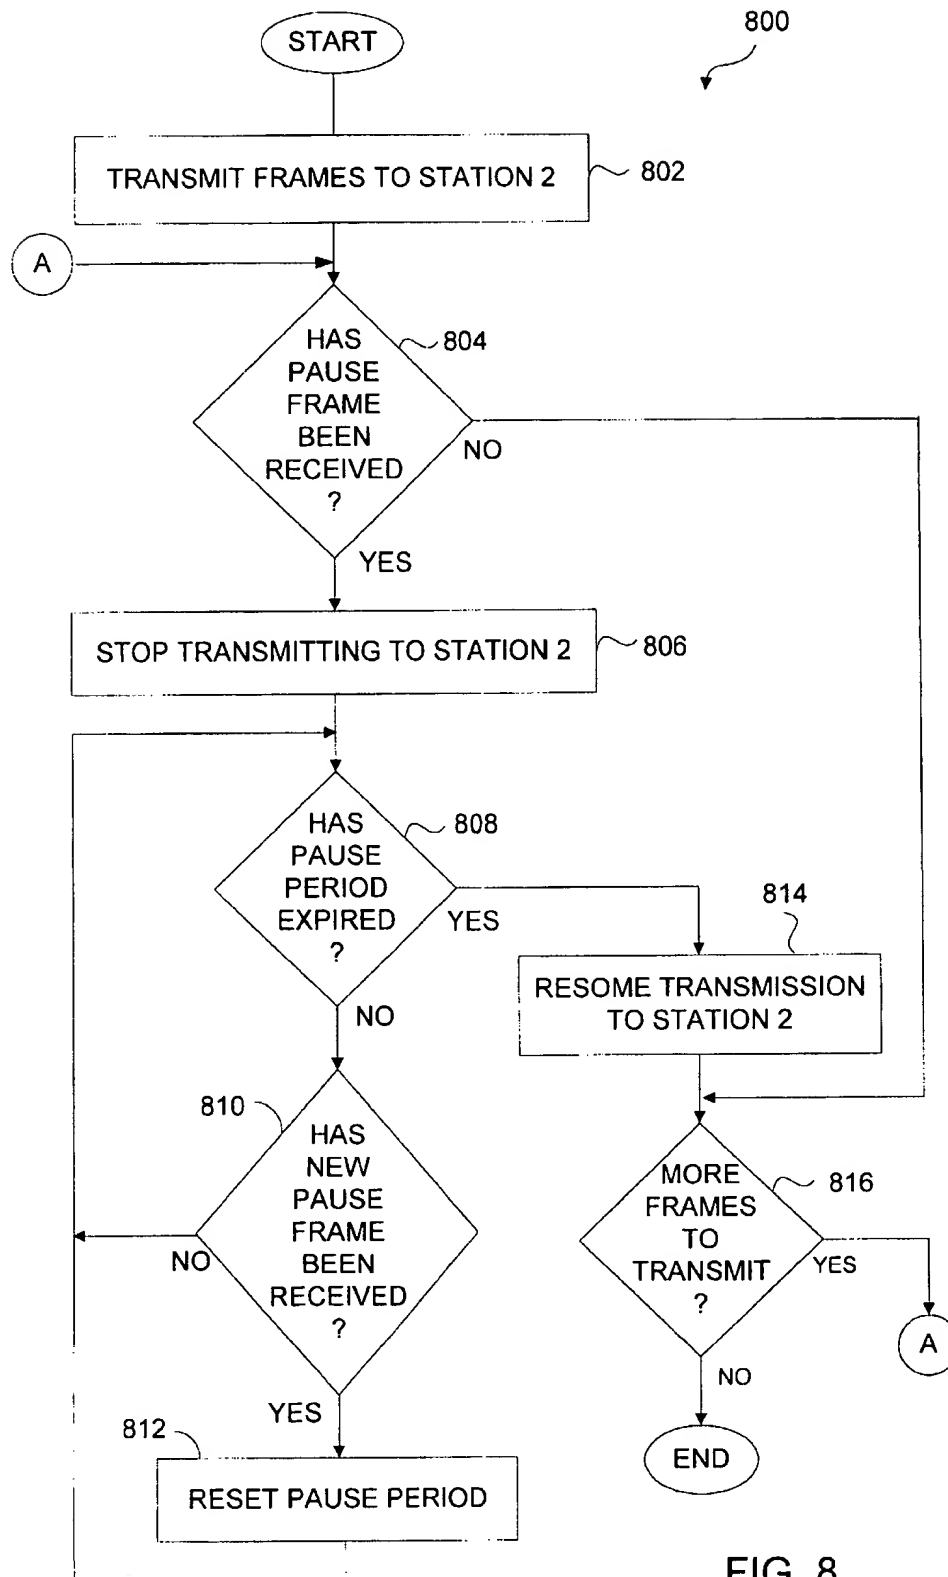 START
800
TRANSMIT FRAMES TO STATION 2
802
A
HAS
PAUSE
FRAME
BEEN
RECEIVED
?
804
NO
YES
STOP TRANSMITTING TO STATION 2
806
HAS
PAUSE
PERIOD
EXPIRED
?
808
YES
NO
814
RESOME TRANSMISSION
TO STATION 2
810
HAS
NEW
PAUSE
FRAME
BEEN
RECEIVED
?
NO
YES
MORE
FRAMES
TO
TRANSMIT
?
816
YES
A
NO
END
812
RESET PAUSE PERIOD
FIG. 8